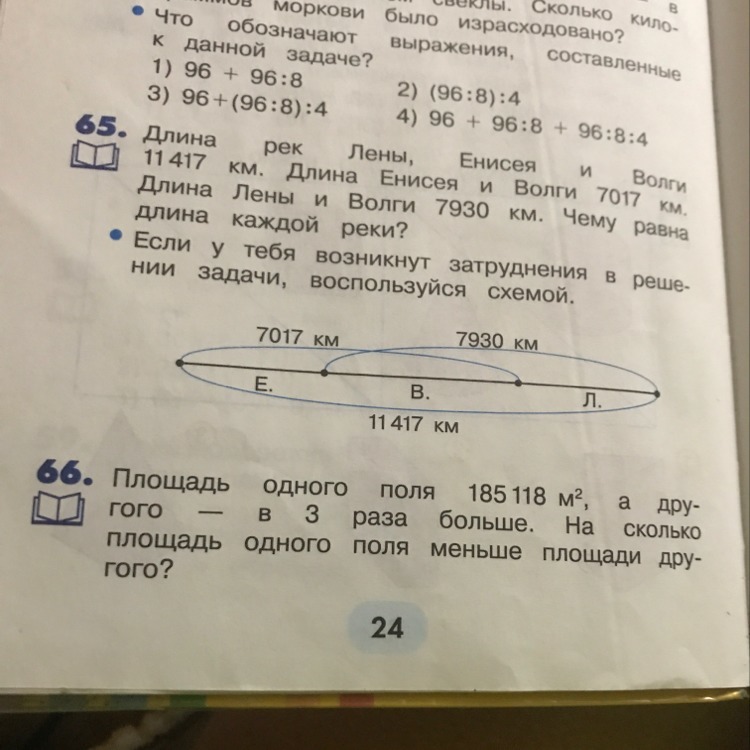 свеклы. Сколько кило-
моркови было израсходовано?
• Что обозначают выражения, составленные
к данной задаче?
1) 96 + 96:8 2) (96:8):4
3) 96+(96:8):4 4) 96 + 96:8 + 96:8:4
65. Длина рек Лены, Енисея и Волги
11 417 км. Длина Енисея и Волги 7017 км.
Длина Лены и Волги 7930 км. Чему равна
длина каждой реки?
• Если у тебя возникнут затруднения в реше-
нии задачи, воспользуйся схемой.
7017 км 7930 км
Е. В. Л.
11 417 км
66. Площадь одного поля 185 118 м², а дру-
гого — в 3 раза больше. На сколько
площадь одного поля меньше площади дру-
гого?
24